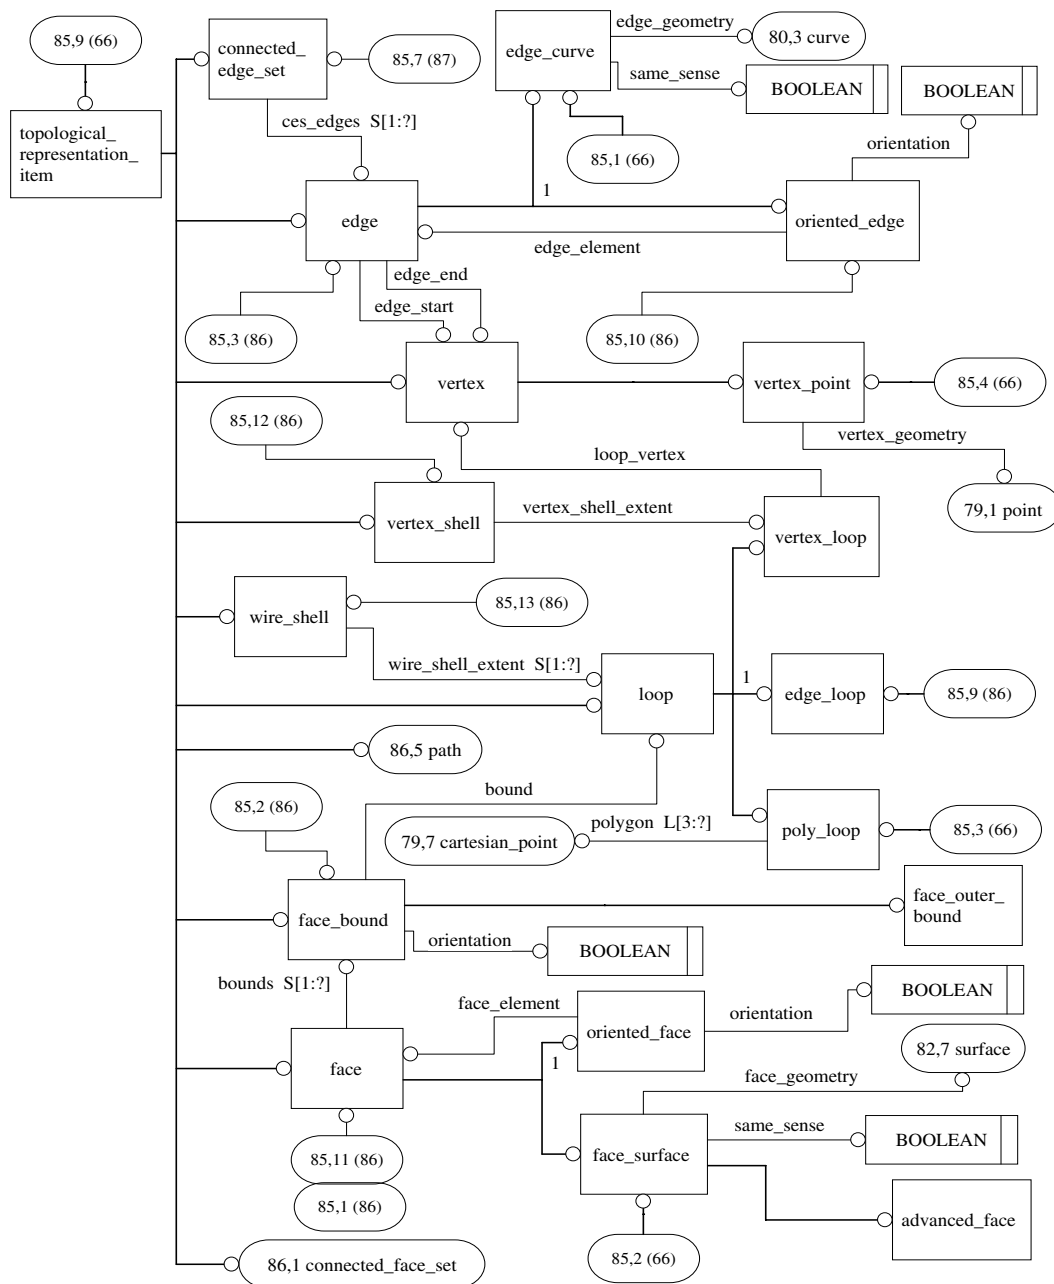 85,9 (66)
connected_
edge_set
85,7 (87)
edge_curve
edge_geometry
80,3 curve
same_sense
BOOLEAN
BOOLEAN
topological_
representation_
item
ces_edges S[1:?]
85,1 (66)
orientation
1
edge
oriented_edge
edge_element
edge_end
edge_start
85,3 (86)
85,10 (86)
vertex
vertex_point
85,4 (66)
85,12 (86)
vertex_geometry
loop_vertex
79,1 point
vertex_shell
vertex_shell_extent
vertex_loop
wire_shell
85,13 (86)
wire_shell_extent S[1:?]
loop
1
edge_loop
85,9 (86)
86,5 path
bound
85,2 (86)
polygon L[3:?]
79,7 cartesian_point
poly_loop
85,3 (66)
face_bound
face_outer_
bound
orientation
BOOLEAN
bounds S[1:?]
face_element
oriented_face
orientation
BOOLEAN
face
1
82,7 surface
face_geometry
same_sense
BOOLEAN
face_surface
85,11 (86)
85,1 (86)
advanced_face
85,2 (66)
86,1 connected_face_set